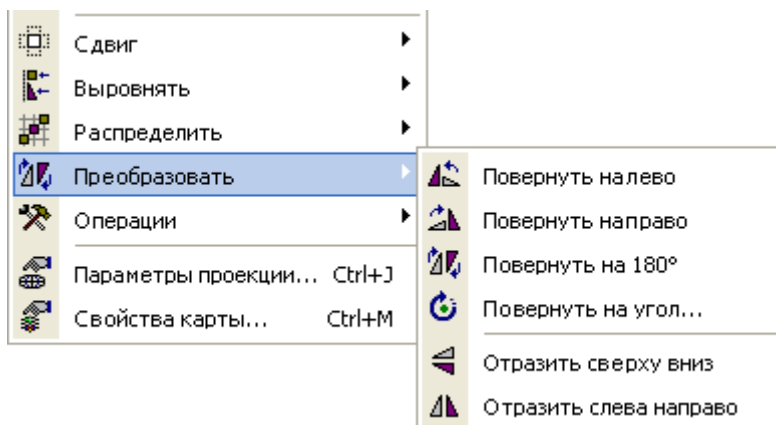 Сдвиг
Выровнять
Распределить
Преобразовать
Операции
Параметры проекции... Ctrl+J
Свойства карты... Ctrl+M
Повернуть налево
Повернуть направо
Повернуть на 180°
Повернуть на угол...
Отразить сверху вниз
Отразить слева направо